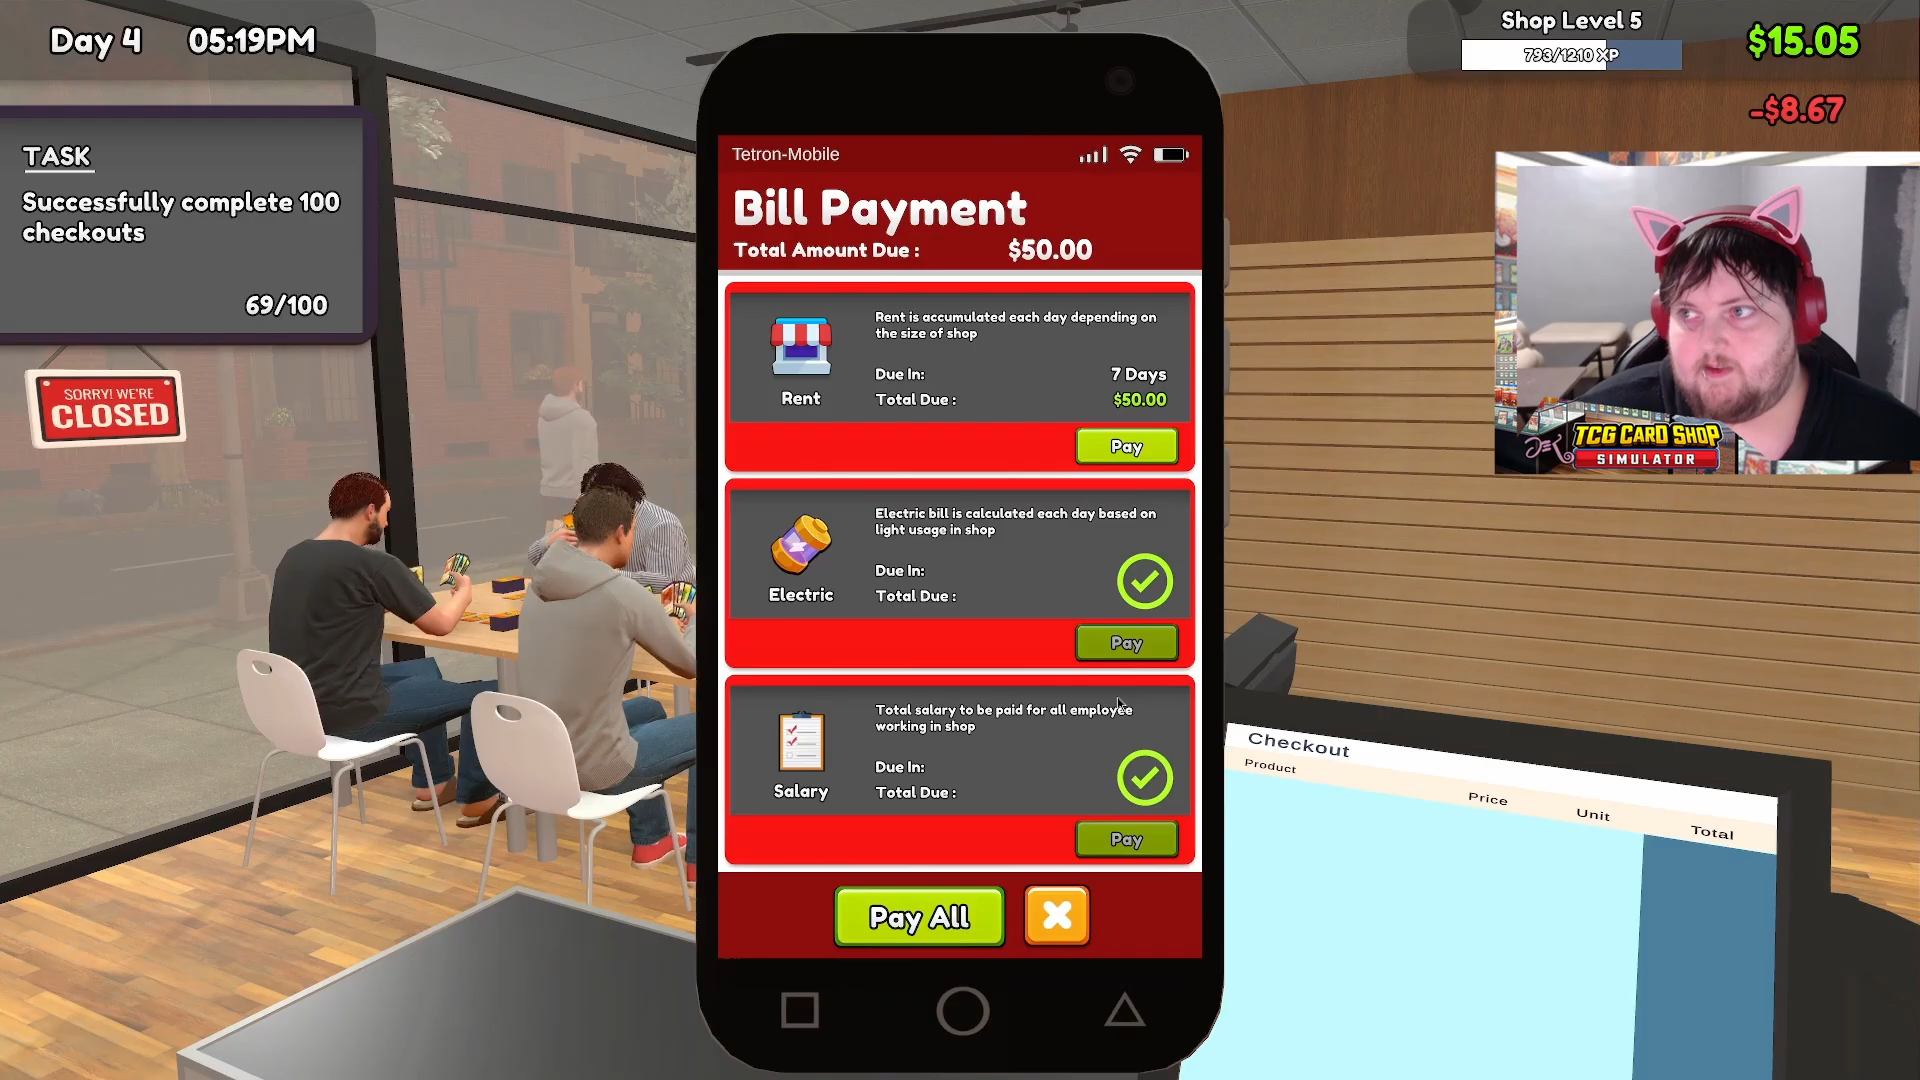 Day 4 05:19PM
Shop Level 5
793/1210 XP
$15.05
-$8.67
TASK
Successfully complete 100
checkouts
69/100
SORRY! WE'RE
CLOSED
Tetron-Mobile
Bill Payment
Total Amount Due : $50.00
Rent is accumulated each day depending on
the size of shop
Due In: 7 Days
Total Due : $50.00
Rent
Pay
Electric bill is calculated each day based on
light usage in shop
Due In:
Total Due :
Electric
Pay
Total salary to be paid for all employee
working in shop
Due In:
Total Due :
Salary
Pay
Pay All
TCG CARD SHOP
SIMULATOR
Checkout
Product Price Unit Total